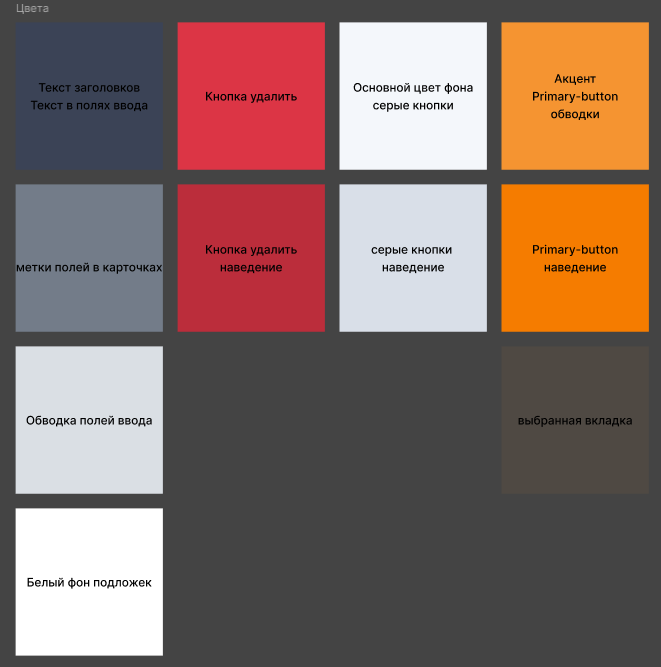 Цвета
Текст заголовков
Текст в полях ввода
Кнопка удалить
Основной цвет фона
серые кнопки
Акцент
Primary-button
обводки
метки полей в карточках
Кнопка удалить
наведение
серые кнопки
наведение
Primary-button
наведение
Обводка полей ввода
выбранная вкладка
Белый фон подложек